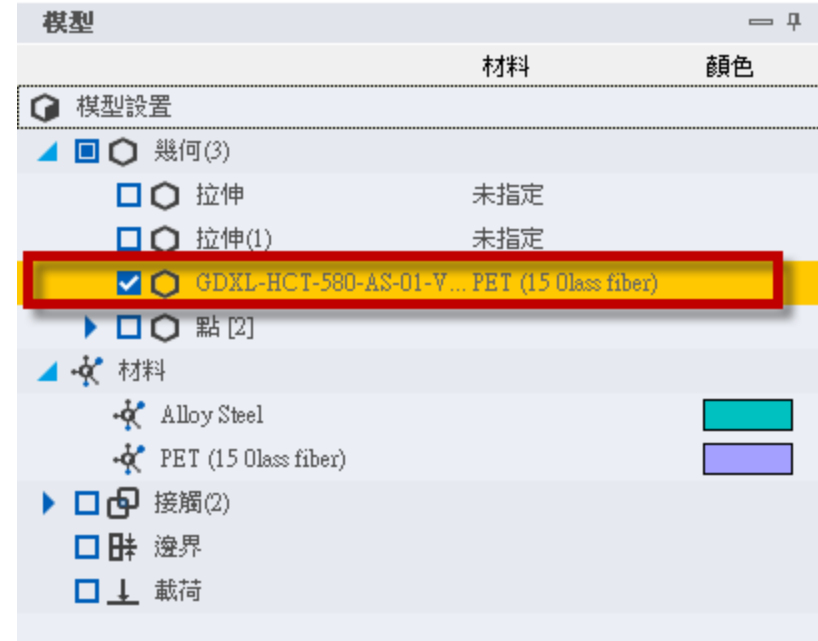 模型
材料 顏色
模型設置
幾何(3)
拉伸 未指定
拉伸(1) 未指定
GDXL-HCT-580-AS-01-V... PET (15 0lass fiber)
點 [2]
材料
Alloy Steel
PET (15 0lass fiber)
接觸(2)
邊界
載荷